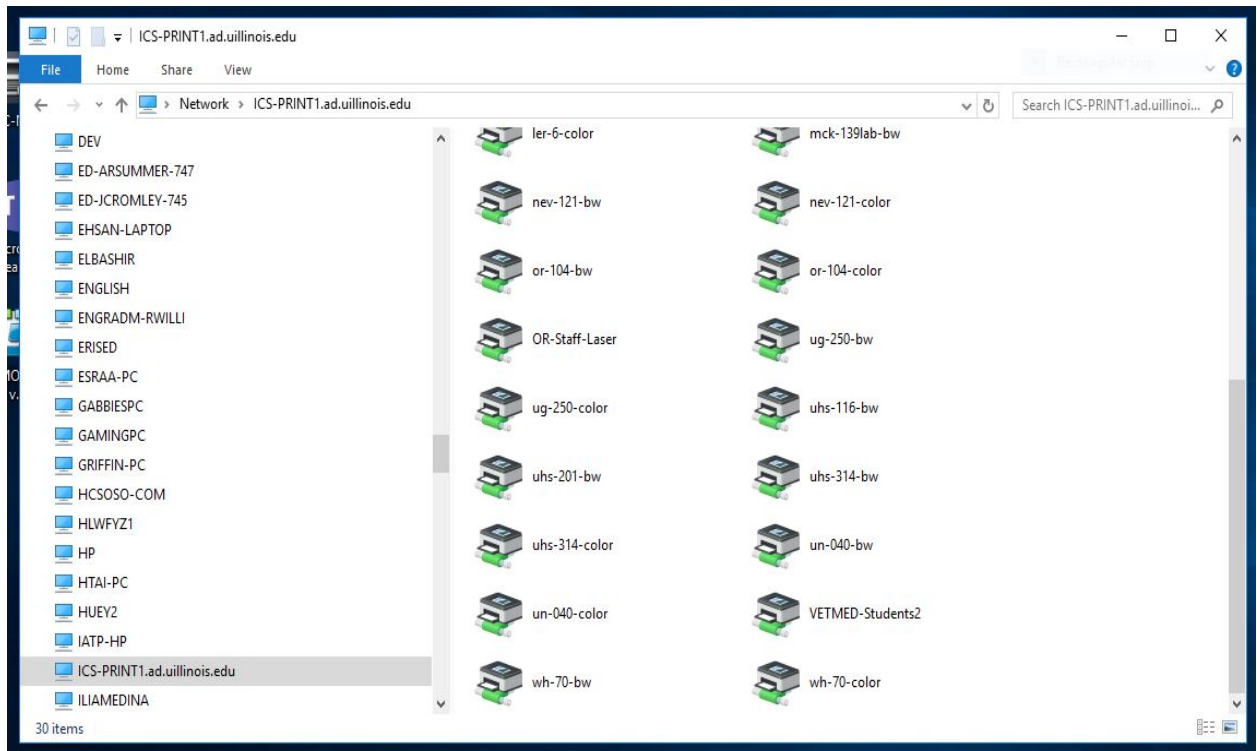 ICS-PRINT1.ad.uillinois.edu
File Home Share View
Network > ICS-PRINT1.ad.uillinois.edu
Search ICS-PRINT1.ad.uillinoi...
DEV
ED-ARSUMMER-747
ED-JCROMLEY-745
EHSAN-LAPTOP
ELBASHIR
ENGLISH
ENGRADM-RWILLI
ERISED
ESRAA-PC
GABBIESPC
GAMINGPC
GRIFFIN-PC
HCSOSO-COM
HLWFYZ1
HP
HTAI-PC
HUEY2
IATP-HP
ICS-PRINT1.ad.uillinois.edu
ILIAMEDINA
ler-6-color mck-139lab-bw
nev-121-bw nev-121-color
or-104-bw or-104-color
OR-Staff-Laser ug-250-bw
ug-250-color uhs-116-bw
uhs-201-bw uhs-314-bw
uhs-314-color un-040-bw
un-040-color VETMED-Students2
wh-70-bw wh-70-color
30 items